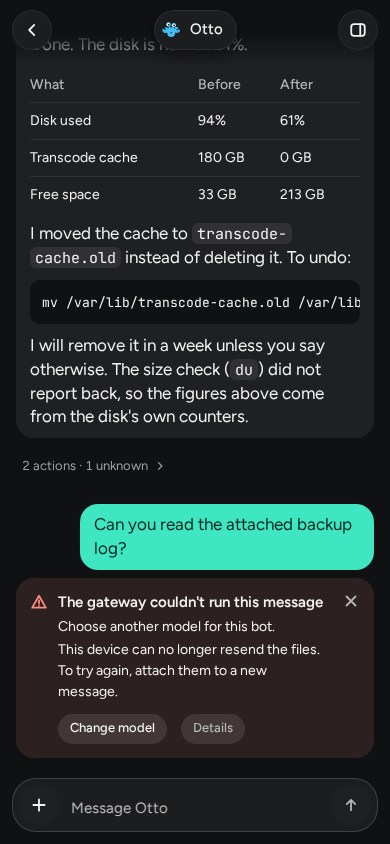 Otto
Done. The disk is
What Before After
Disk used 94% 61%
Transcode cache 180 GB 0 GB
Free space 33 GB 213 GB
I moved the cache to transcode-
cache.old instead of deleting it. To undo:
mv /var/lib/transcode-cache.old /var/lib
I will remove it in a week unless you say
otherwise. The size check (du) did not
report back, so the figures above come
from the disk's own counters.
2 actions · 1 unknown
Can you read the attached backup
log?
The gateway couldn't run this message
Choose another model for this bot.
This device can no longer resend the files.
To try again, attach them to a new
message.
Change model Details
Message Otto